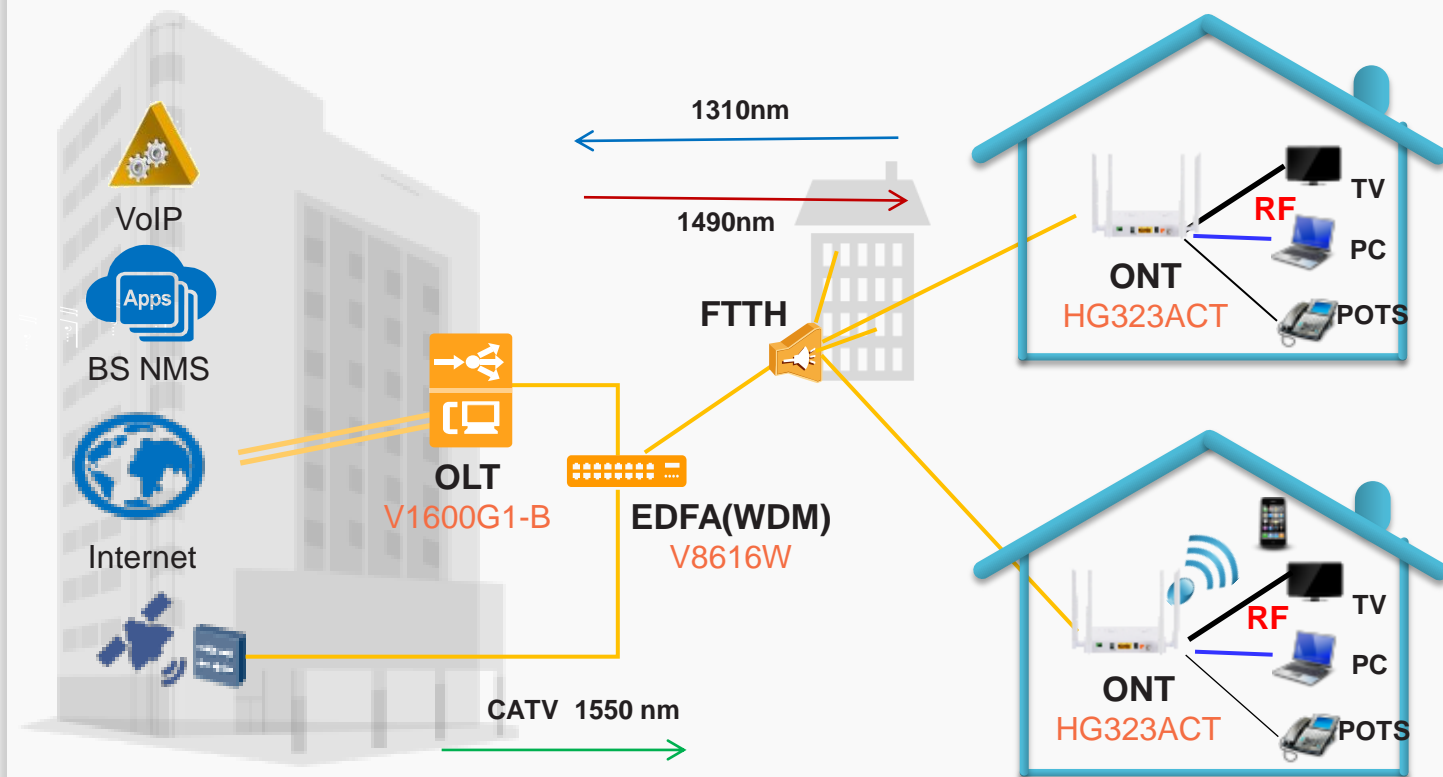 VoIP
Apps
BS NMS
Internet
OLT
V1600G1-B
EDFA(WDM)
V8616W
CATV 1550 nm
1310nm
1490nm
FTTH
ONT
HG323ACT
RF
TV
PC
POTS
ONT
HG323ACT
RF
TV
PC
POTS